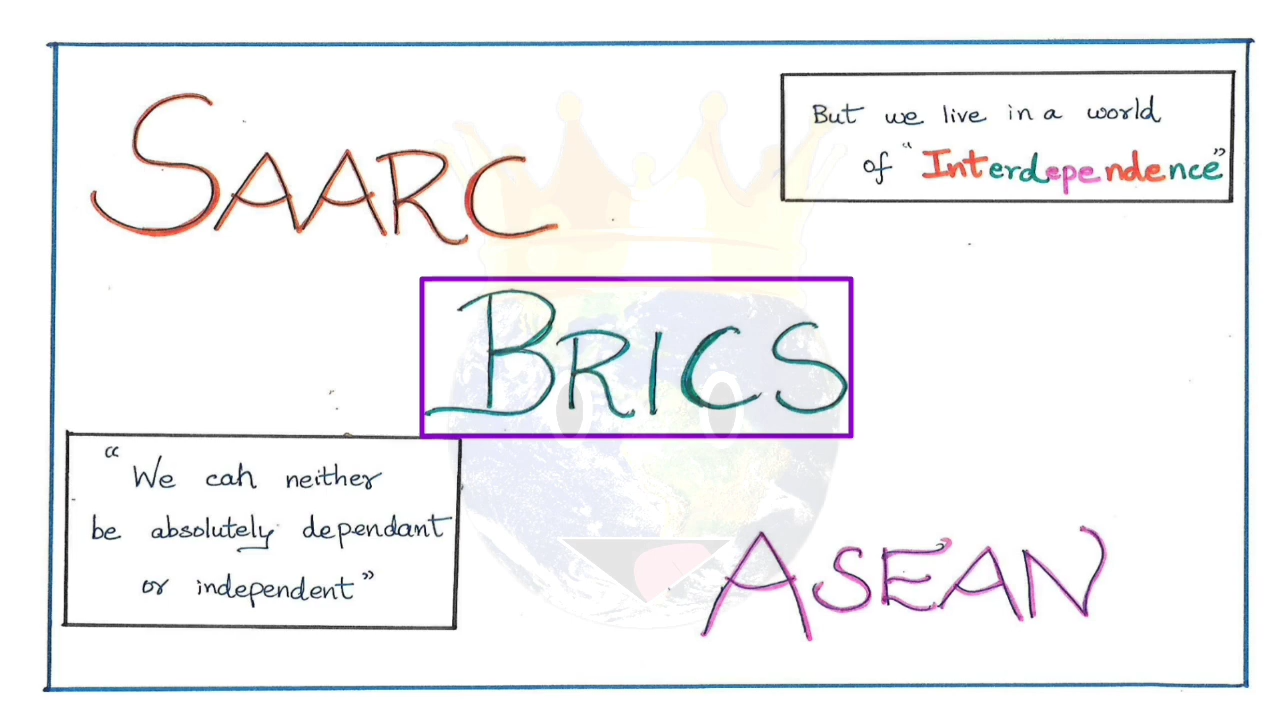 SAARC
But we live in a world
of "Interdependence"
BRICS
"We can neither
be absolutely dependant
or independent"
ASEAN